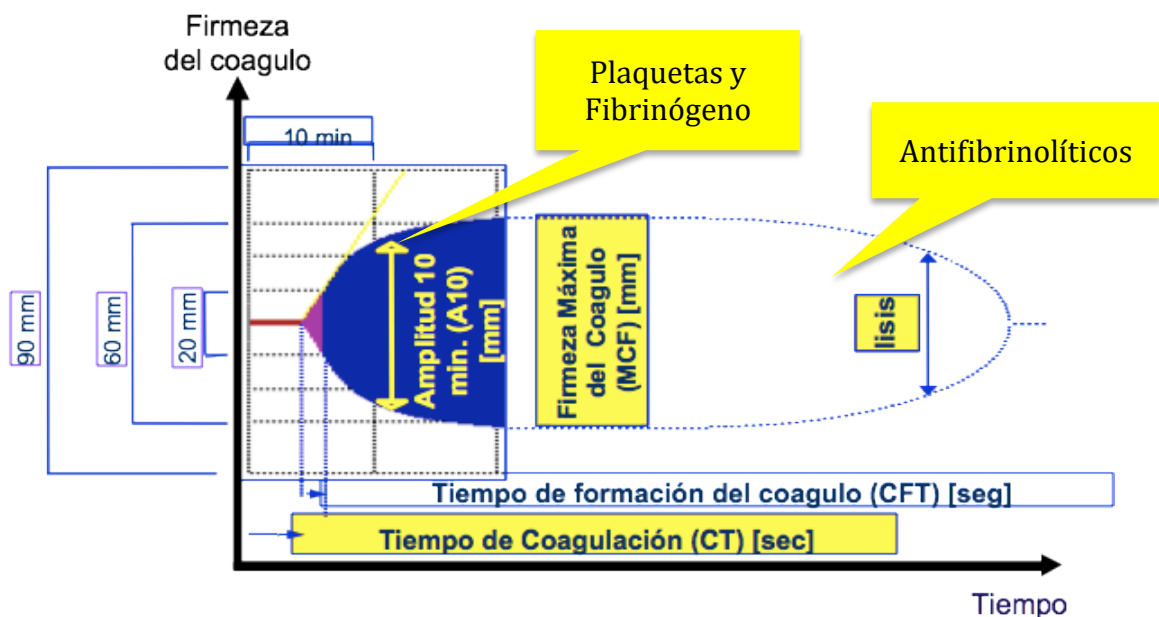 Firmeza
del coagulo
Plaquetas y
Fibrinógeno
10 min
Antifibrinolíticos
90 mm
60 mm
20 mm
Amplitud 10
min. (A10)
[mm]
Firmeza Máxima
del Coagulo
(MCF) [mm]
lisis
Tiempo de formación del coagulo (CFT) [seg]
Tiempo de Coagulación (CT) [sec]
Tiempo